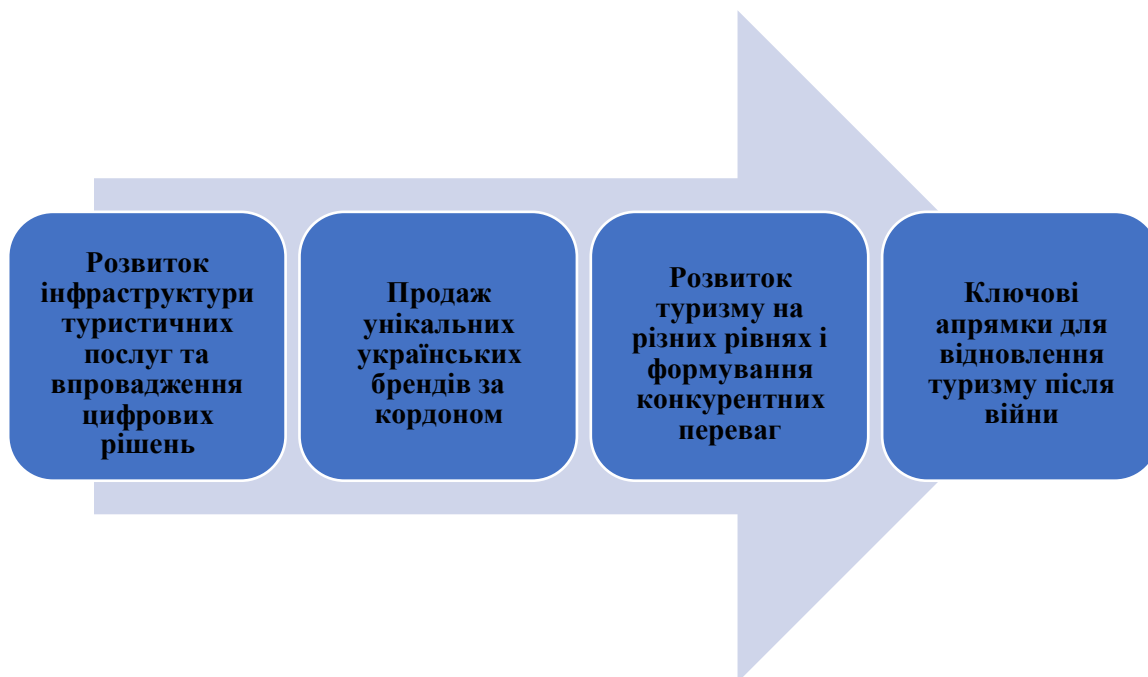 Розвиток
інфраструктури
туристичних
послуг та
впровадження
цифрових
рішень
Продаж
унікальних
українських
брендів за
кордоном
Розвиток
туризму на
різних рівнях і
формування
конкурентних
переваг
Ключові
апрямки для
відновлення
туризму після
війни